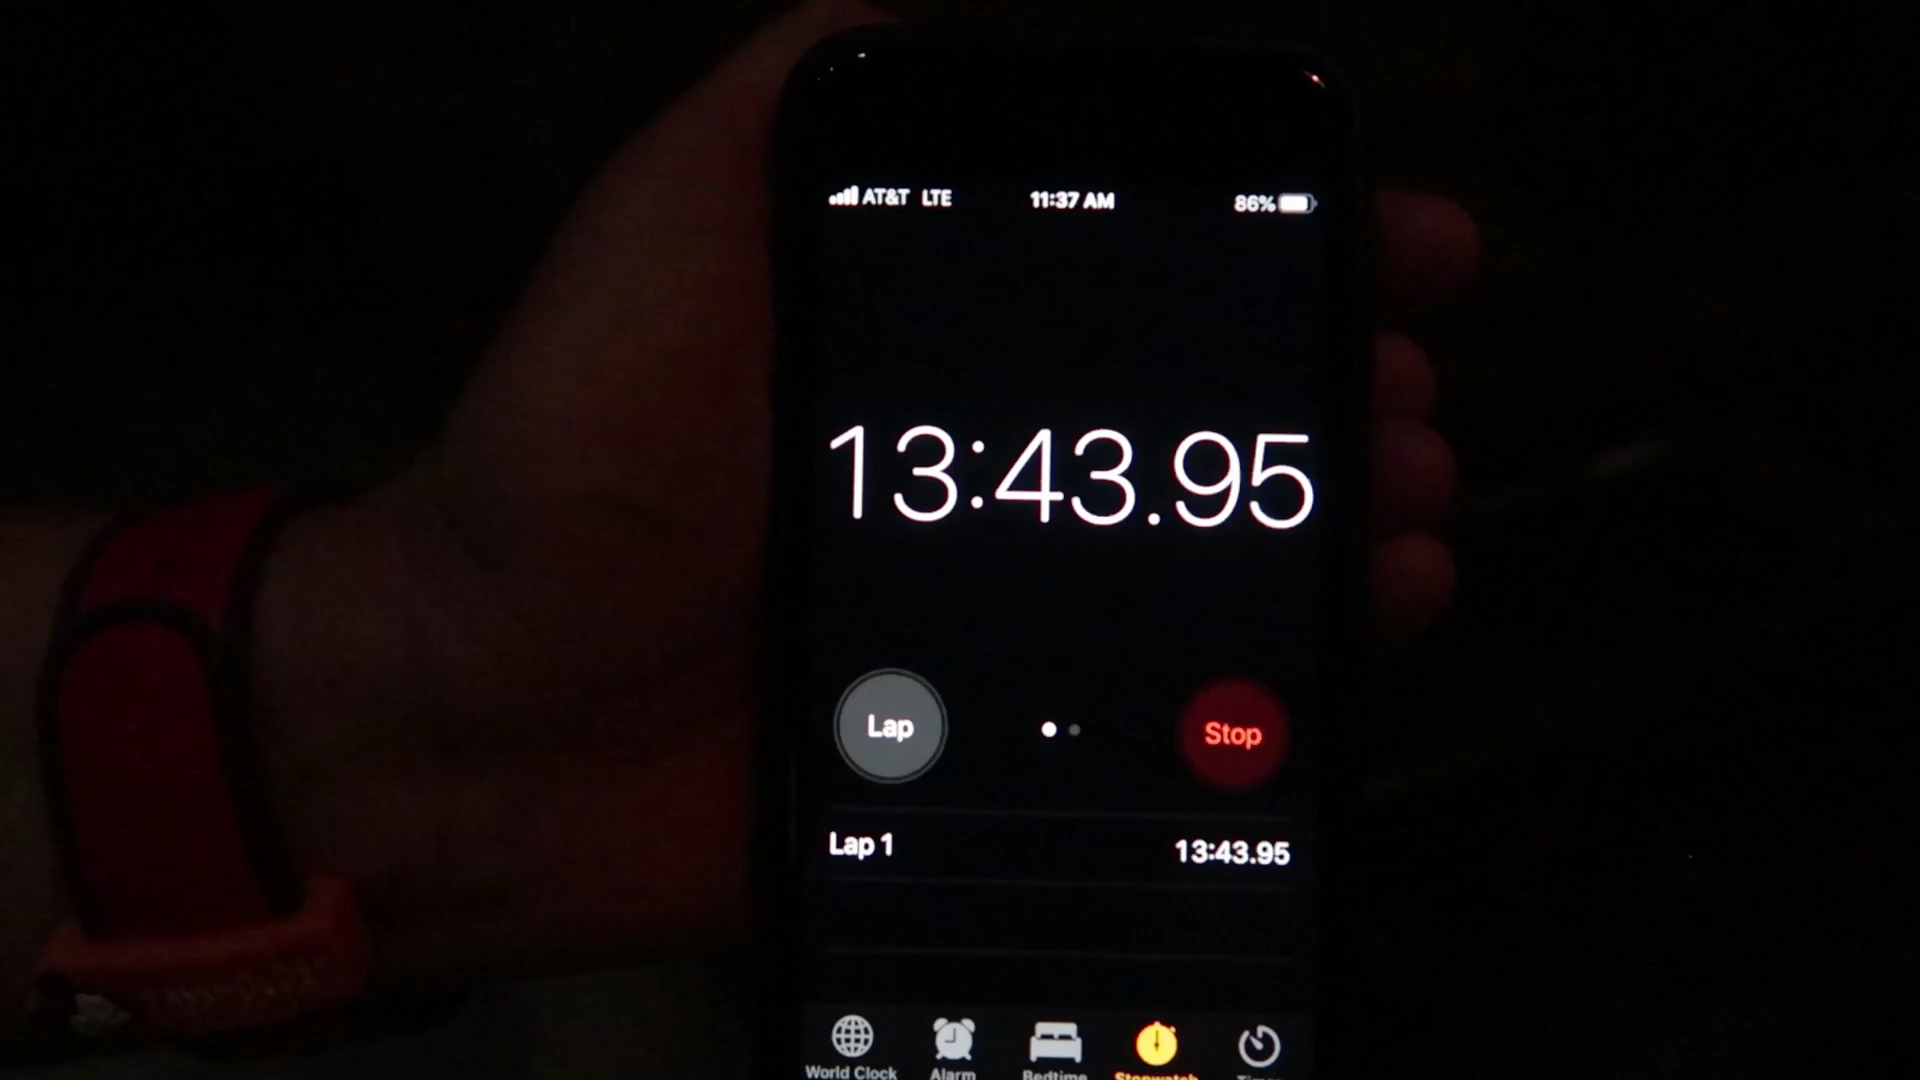 AT&T LTE 11:37 AM 86%
13:43.95
Lap Stop
Lap 1 13:43.95
World Clock Alarm Bedtime Stopwatch